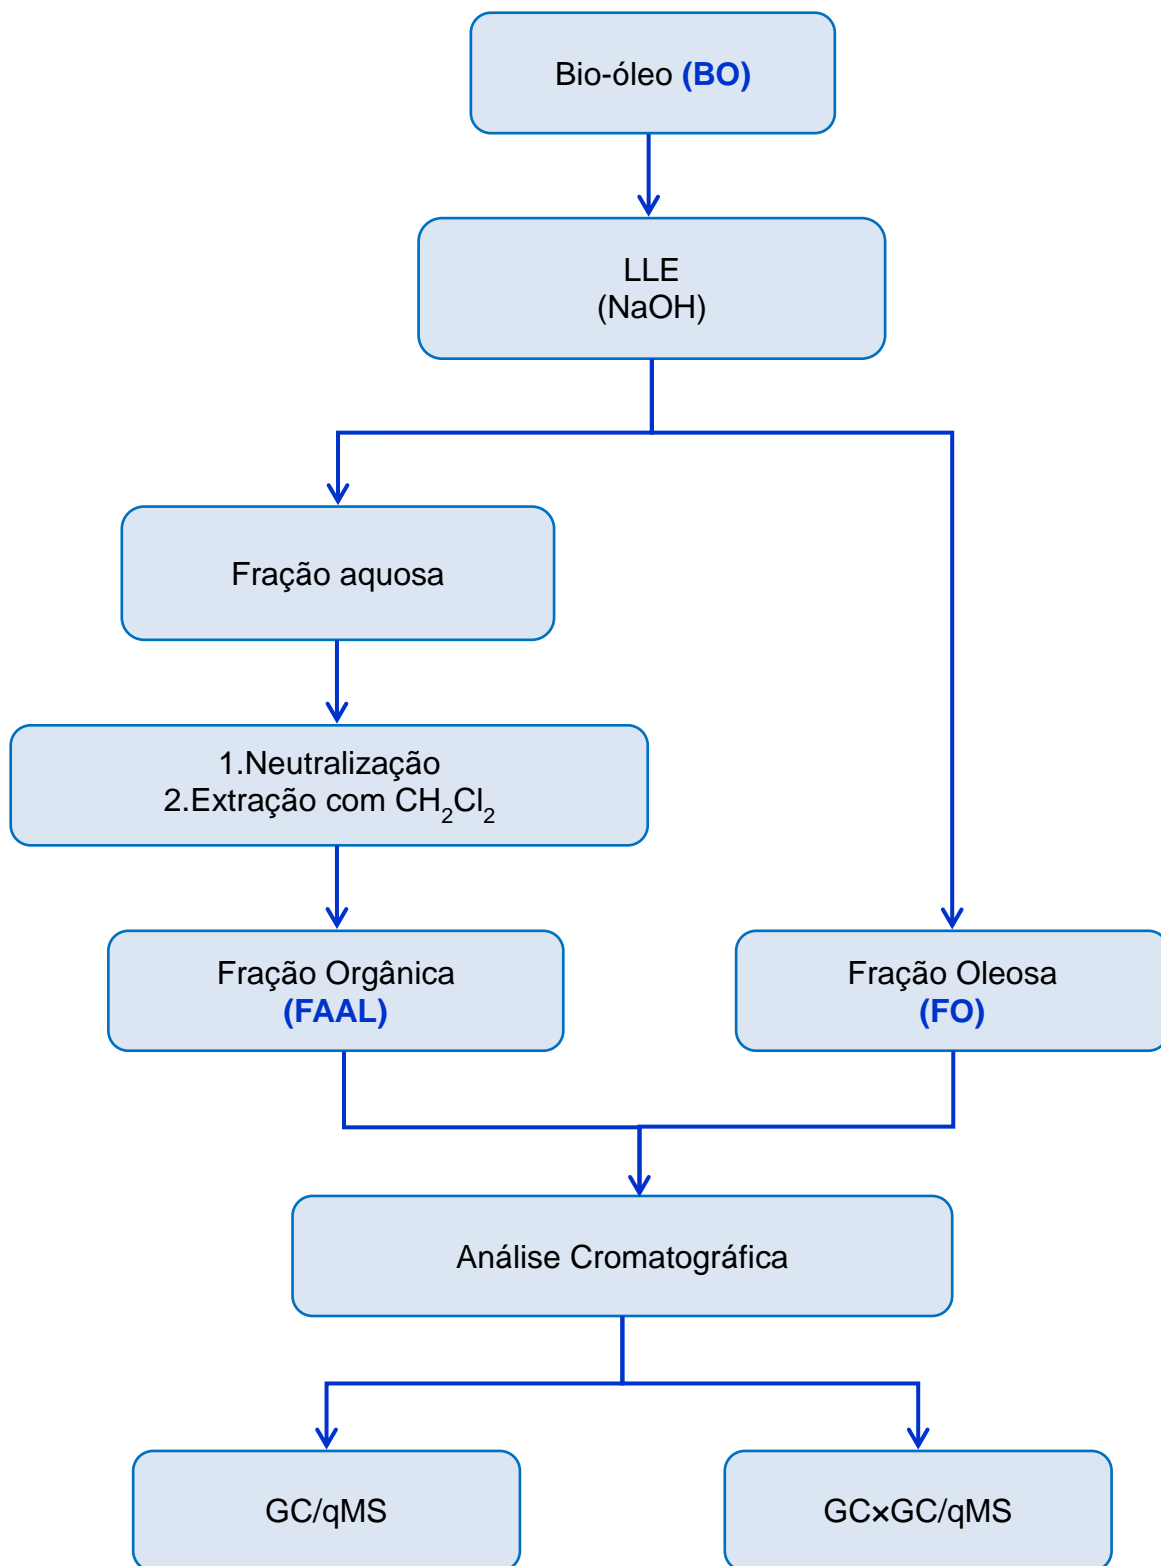 Bio-óleo (BO)
LLE
(NaOH)
Fração aquosa
1.Neutralização
2.Extração com CH₂Cl₂
Fração Orgânica
(FAAL)
Fração Oleosa
(FO)
Análise Cromatográfica
GC/qMS
GC×GC/qMS